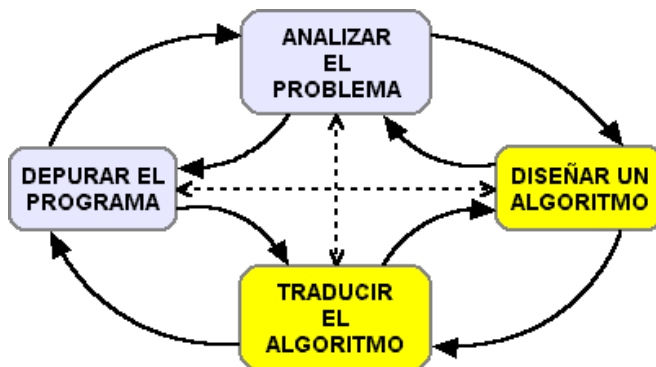 ANALIZAR
EL
PROBLEMA
DEPURAR EL
PROGRAMA
DISEÑAR UN
ALGORITMO
TRADUCIR
EL
ALGORITMO